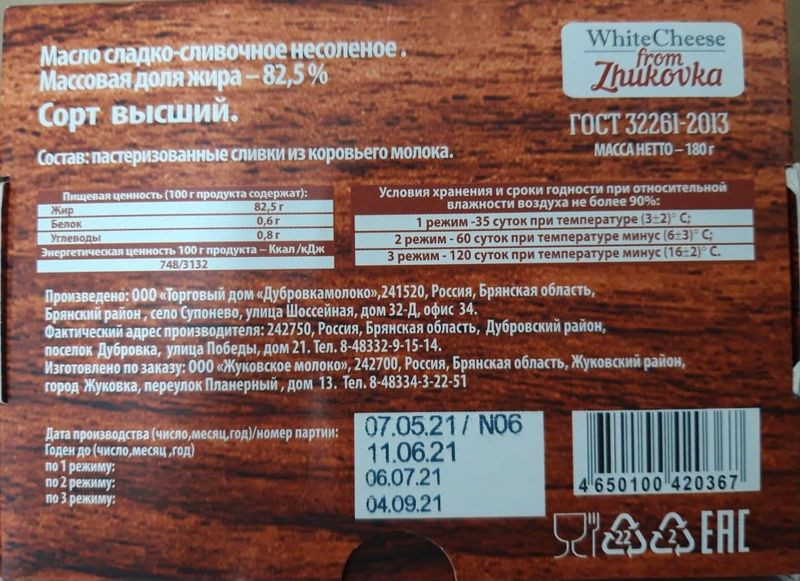 Масло сладко-сливочное несоленое.
Массовая доля жира – 82,5%
Сорт высший.
WhiteCheese
from
Zhukovka
ГОСТ 32261-2013
МАССА НЕТТО – 180 г
Состав: пастеризованные сливки из коровьего молока.
Пищевая ценность (100 г продукта содержат):
Жир 82,5 г
Белок 0,6 г
Углеводы 0,8 г
Энергетическая ценность 100 г продукта – Ккал/кДж
748/3132
Условия хранения и сроки годности при относительной
влажности воздуха не более 90%:
1 режим -35 суток при температуре (3±2)° С;
2 режим - 60 суток при температуре минус (6±3)° С;
3 режим - 120 суток при температуре минус (16±2)° С.
Произведено: ООО «Торговый дом «Дубровкамолоко»,241520, Россия, Брянская область,
Брянский район , село Супонево, улица Шоссейная, дом 32-Д, офис 34.
Фактический адрес производителя: 242750, Россия, Брянская область, Дубровский район,
поселок Дубровка, улица Победы, дом 21. Тел. 8-48332-9-15-14.
Изготовлено по заказу: ООО «Жуковское молоко», 242700, Россия, Брянская область, Жуковский район,
город Жуковка, переулок Планерный , дом 13. Тел. 8-48334-3-22-51
Дата производства (число,месяц,год)/номер партии: 07.05.21 / N06
Годен до (число,месяц ,год)
по 1 режиму: 11.06.21
по 2 режиму: 06.07.21
по 3 режиму: 04.09.21
4 650100 420367
22 2 EAC